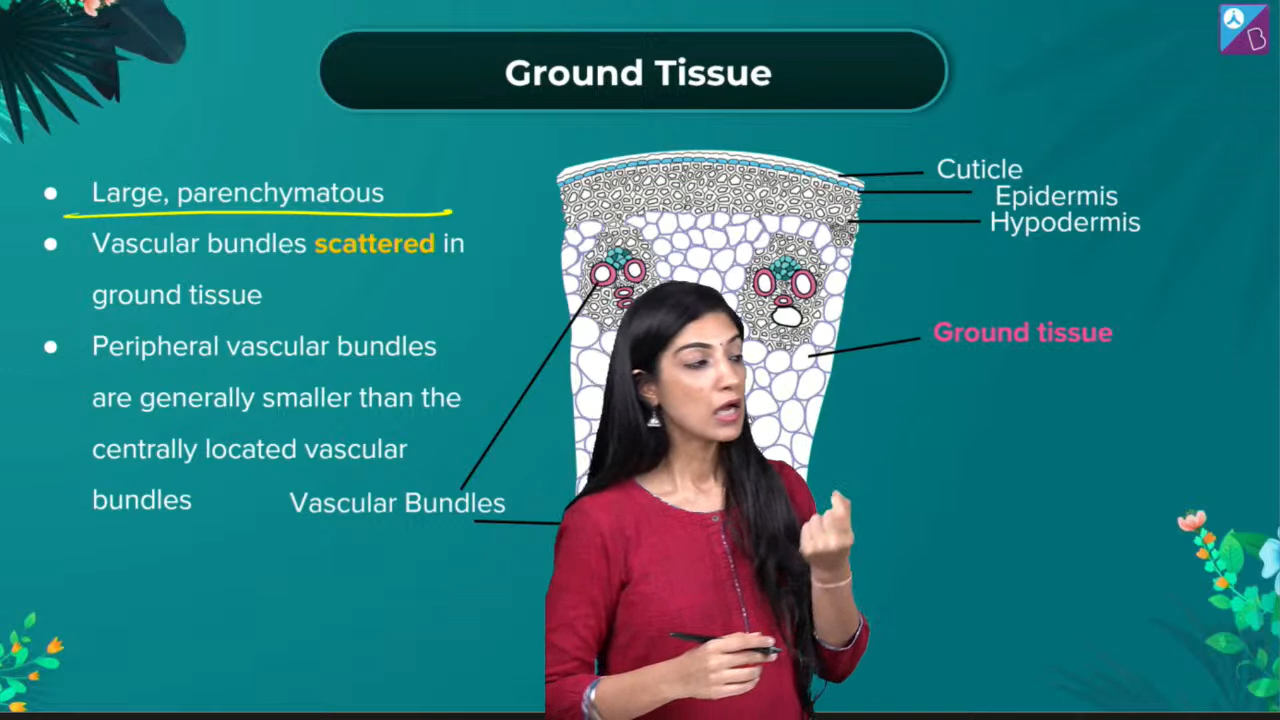 Ground Tissue
Large, parenchymatous
Vascular bundles scattered in
ground tissue
Peripheral vascular bundles
are generally smaller than the
centrally located vascular
bundles
Vascular Bundles
Cuticle
Epidermis
Hypodermis
Ground tissue
B